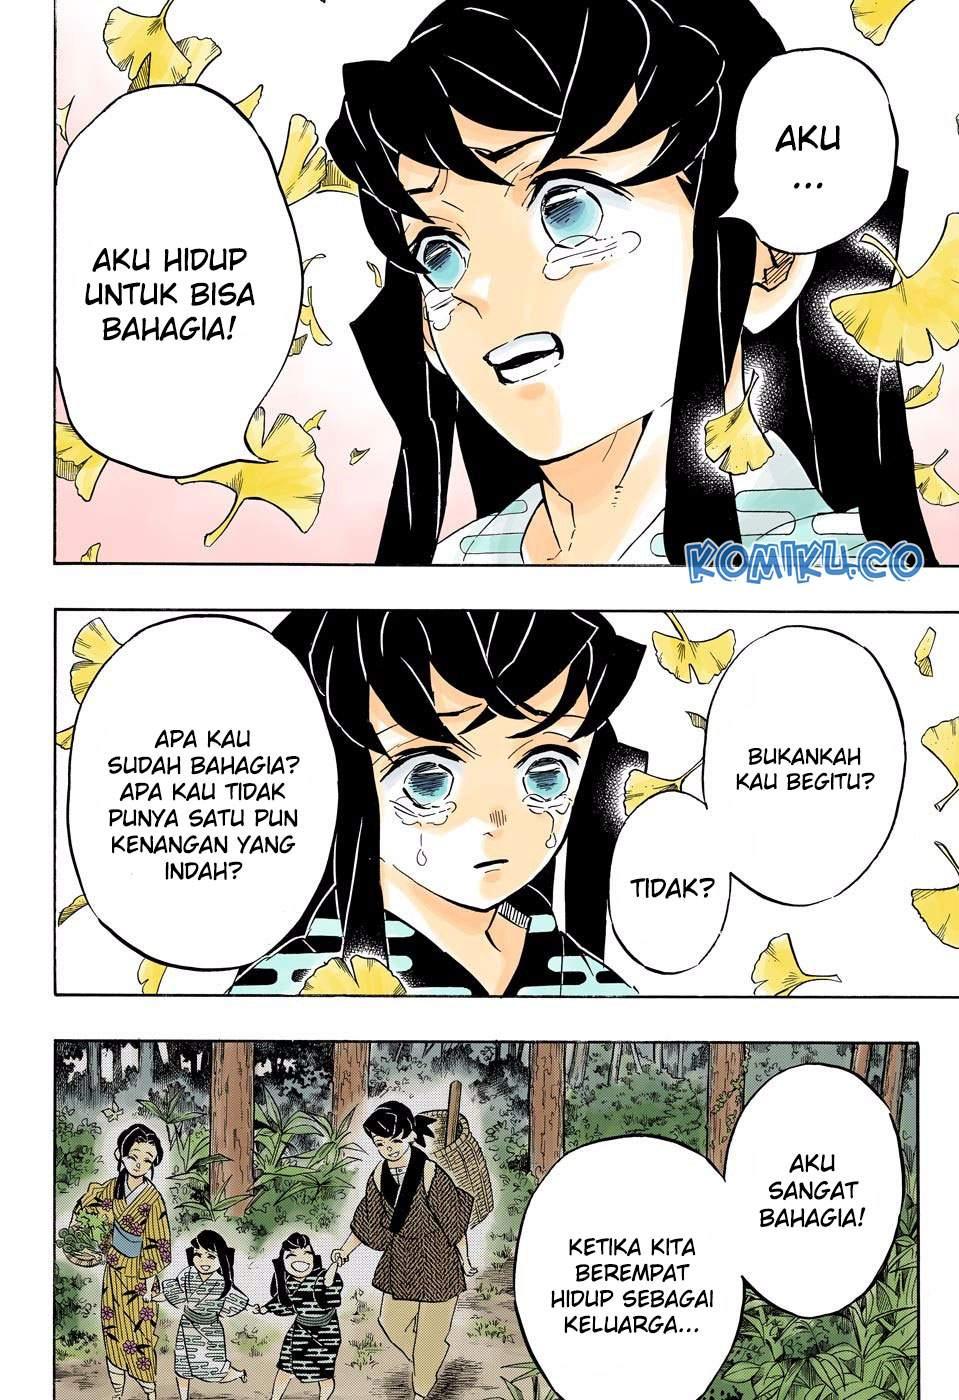 AKU
...
AKU HIDUP
UNTUK BISA
BAHAGIA!
KOMIKU.CO
BUKANKAH
KAU BEGITU?
TIDAK?
APA KAU
SUDAH BAHAGIA?
APA KAU TIDAK
PUNYA SATU PUN
KENANGAN YANG
INDAH?
AKU
SANGAT
BAHAGIA!
KETIKA KITA
BEREMPAT
HIDUP SEBAGAI
KELUARGA...